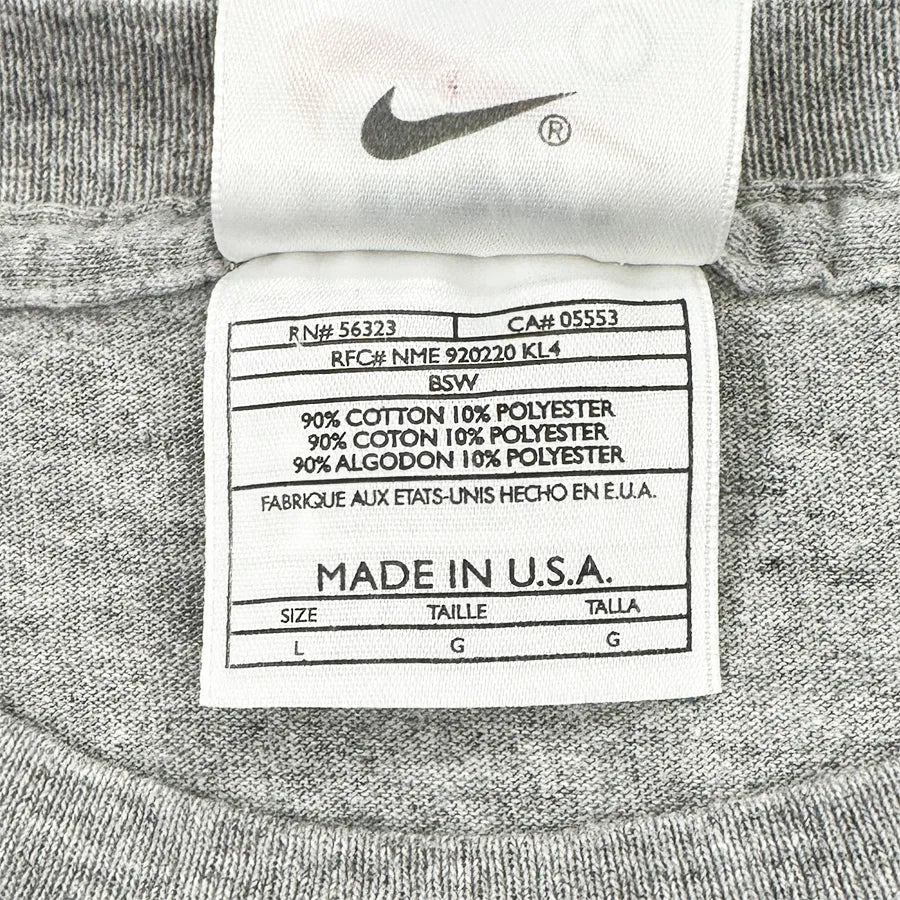 ®
RN# 56323 CA# 05553
RFC# NME 920220 KL4
BSW
90% COTTON 10% POLYESTER
90% COTON 10% POLYESTER
90% ALGODON 10% POLYESTER
FABRIQUE AUX ETATS-UNIS HECHO EN E.U.A.
MADE IN U.S.A.
SIZE TAILLE TALLA
L G G